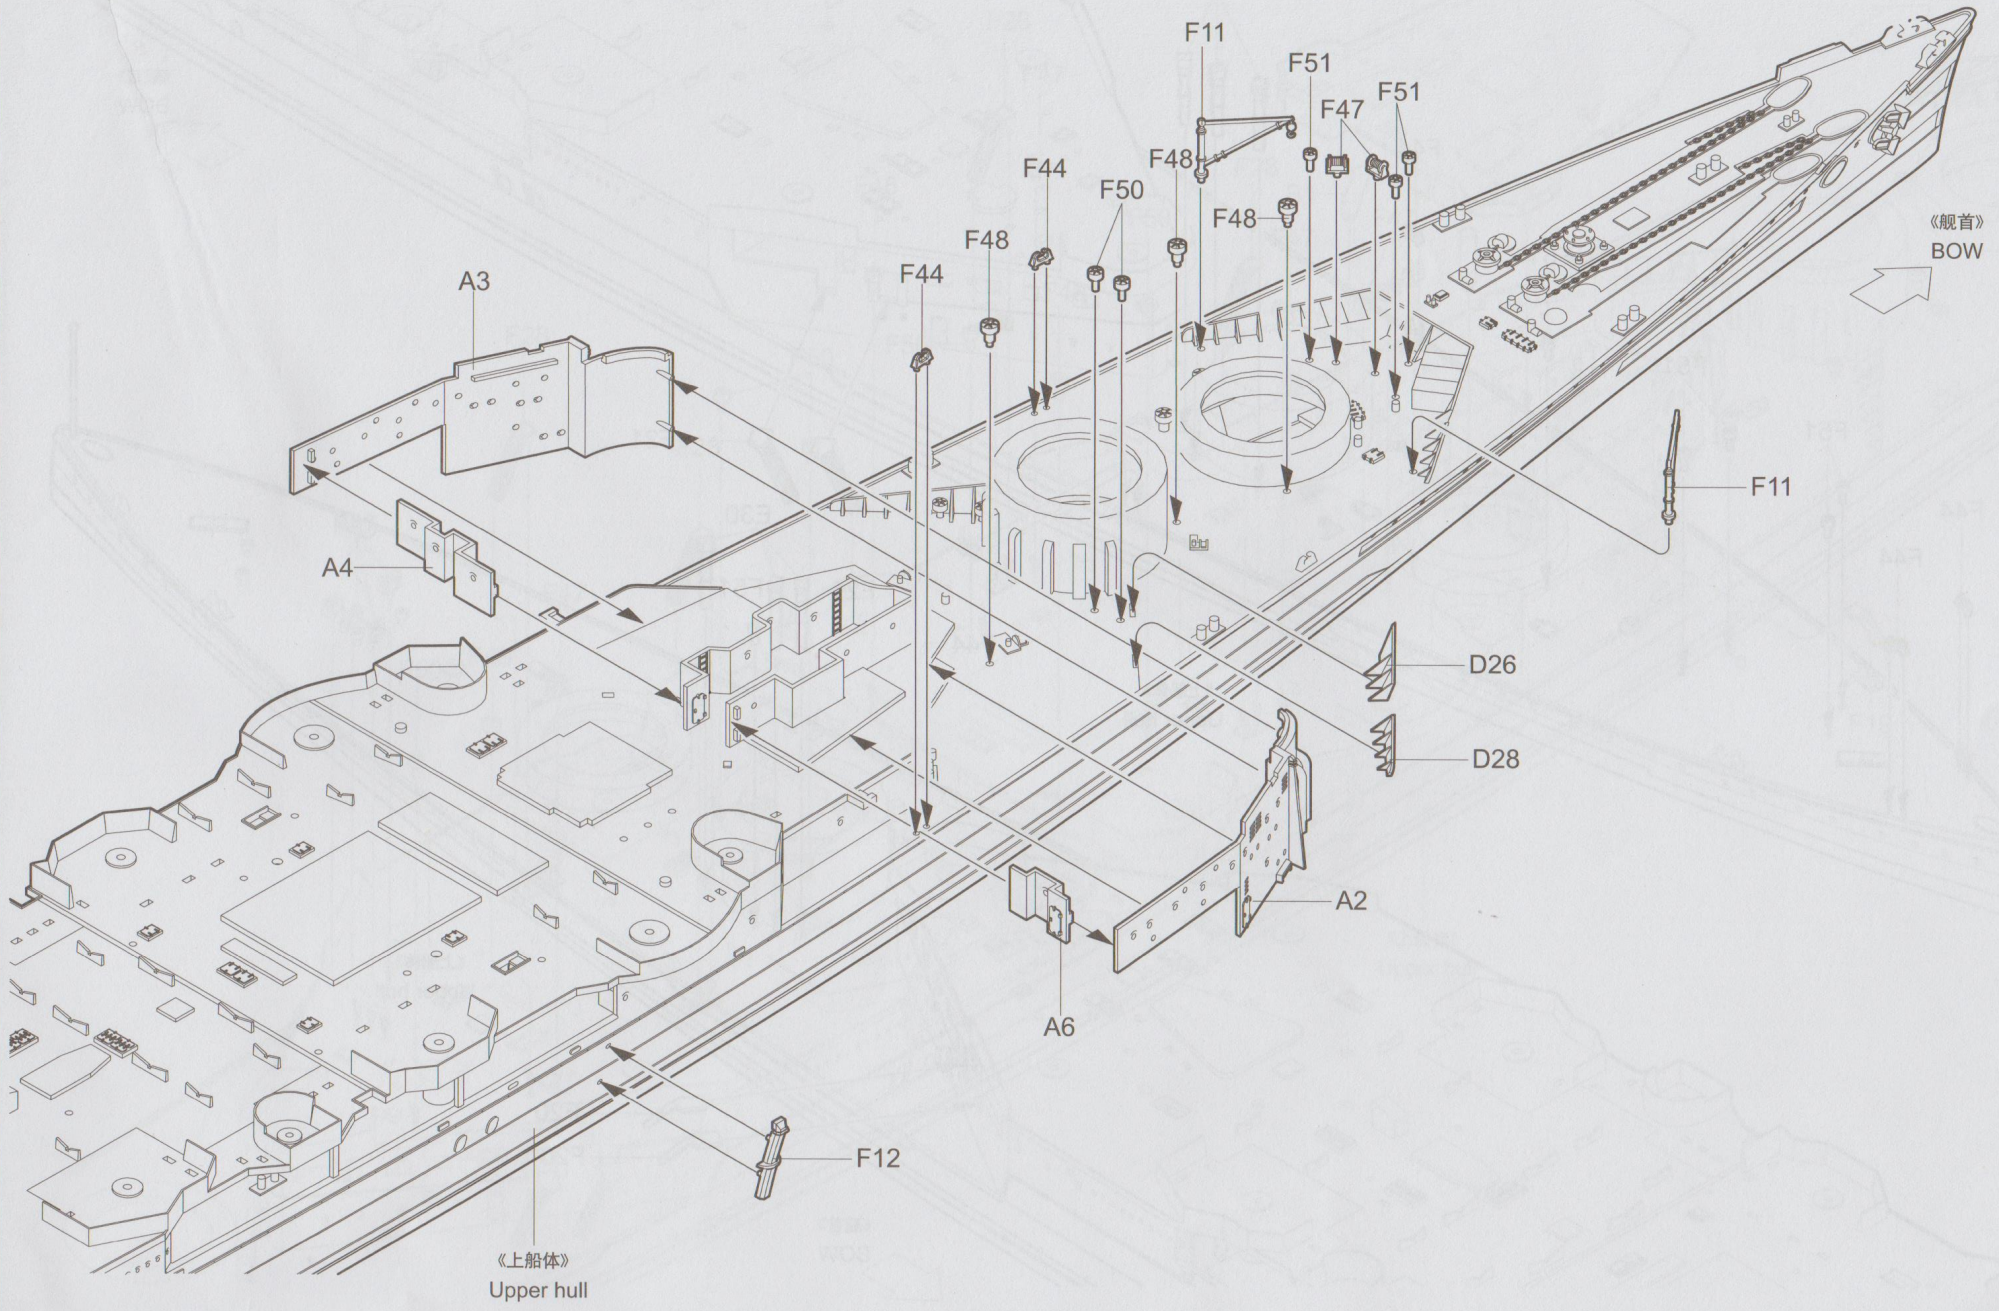 F11
F51
F51
F47
F48
F44
F50
F48
F48
F44
A3
《舰首》
BOW
F11
A4
D26
D28
A2
A6
F12
《上船体》
Upper hull